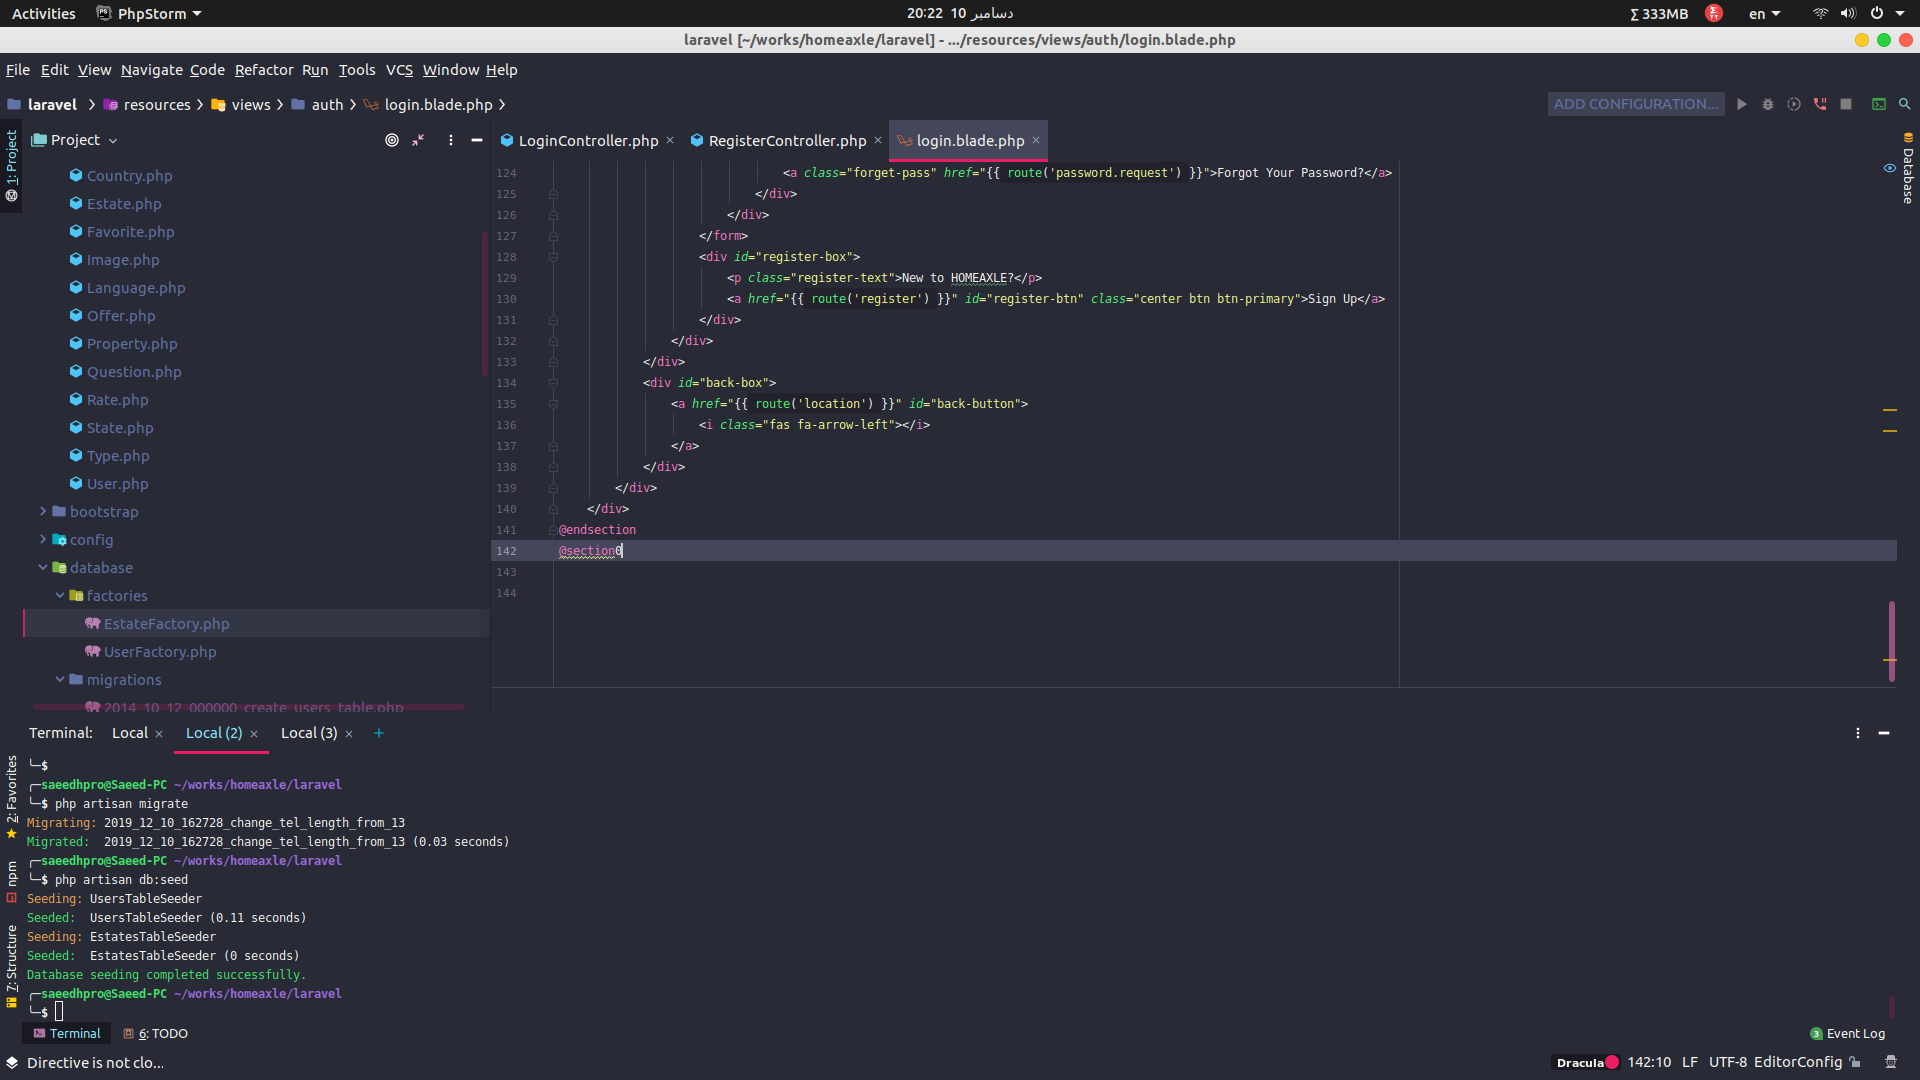 Activities PhpStorm 20:22 10 دسامبر ∑ 333MB en
laravel [~/works/homeaxle/laravel] - .../resources/views/auth/login.blade.php
File Edit View Navigate Code Refactor Run Tools VCS Window Help
laravel resources views auth login.blade.php ADD CONFIGURATION...
1: Project
Project
LoginController.php RegisterController.php login.blade.php
Database
Country.php
Estate.php
Favorite.php
Image.php
Language.php
Offer.php
Property.php
Question.php
Rate.php
State.php
Type.php
User.php
bootstrap
config
database
factories
EstateFactory.php
UserFactory.php
migrations
2014_10_12_000000_create_users_table.php
124 <a class="forget-pass" href="{{ route('password.request') }}">Forgot Your Password?</a>
125 </div>
126 </div>
127 </form>
128 <div id="register-box">
129 <p class="register-text">New to HOMEAXLE?</p>
130 <a href="{{ route('register') }}" id="register-btn" class="center btn btn-primary">Sign Up</a>
131 </div>
132 </div>
133 </div>
134 <div id="back-box">
135 <a href="{{ route('location') }}" id="back-button">
136 <i class="fas fa-arrow-left"></i>
137 </a>
138 </div>
139 </div>
140 </div>
141 @endsection
142 @section0
143
144
Terminal: Local Local (2) Local (3) +
2: Favorites
npm
7: Structure
╰─$
╭─saeedhpro@Saeed-PC ~/works/homeaxle/laravel
╰─$ php artisan migrate
Migrating: 2019_12_10_162728_change_tel_length_from_13
Migrated:  2019_12_10_162728_change_tel_length_from_13 (0.03 seconds)
╭─saeedhpro@Saeed-PC ~/works/homeaxle/laravel
╰─$ php artisan db:seed
Seeding: UsersTableSeeder
Seeded:  UsersTableSeeder (0.11 seconds)
Seeding: EstatesTableSeeder
Seeded:  EstatesTableSeeder (0 seconds)
Database seeding completed successfully.
╭─saeedhpro@Saeed-PC ~/works/homeaxle/laravel
╰─$
Terminal 6: TODO 3 Event Log
Directive is not clo... Dracula 142:10 LF UTF-8 EditorConfig